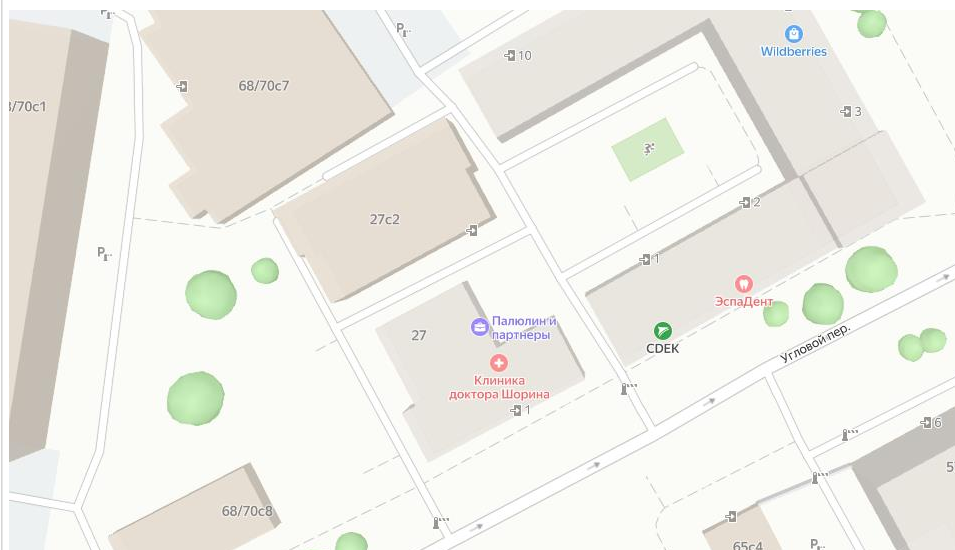 10
Wildberries
68/70с7
/70с1
3
27с2
2
1
ЭспаДент
27
Палюлин и
партнеры
CDEK
Угловой пер.
Клиника
доктора Шорина
1
6
5
68/70с8
65с4
P
P
P
P